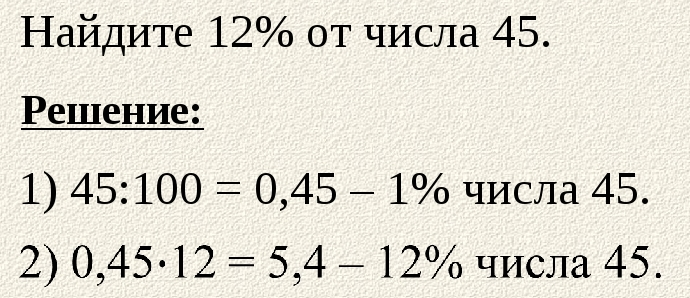 Найдите 12% от числа 45.
Решение:
1) 45:100 = 0,45 – 1% числа 45.
2) 0,45·12 = 5,4 – 12% числа 45.